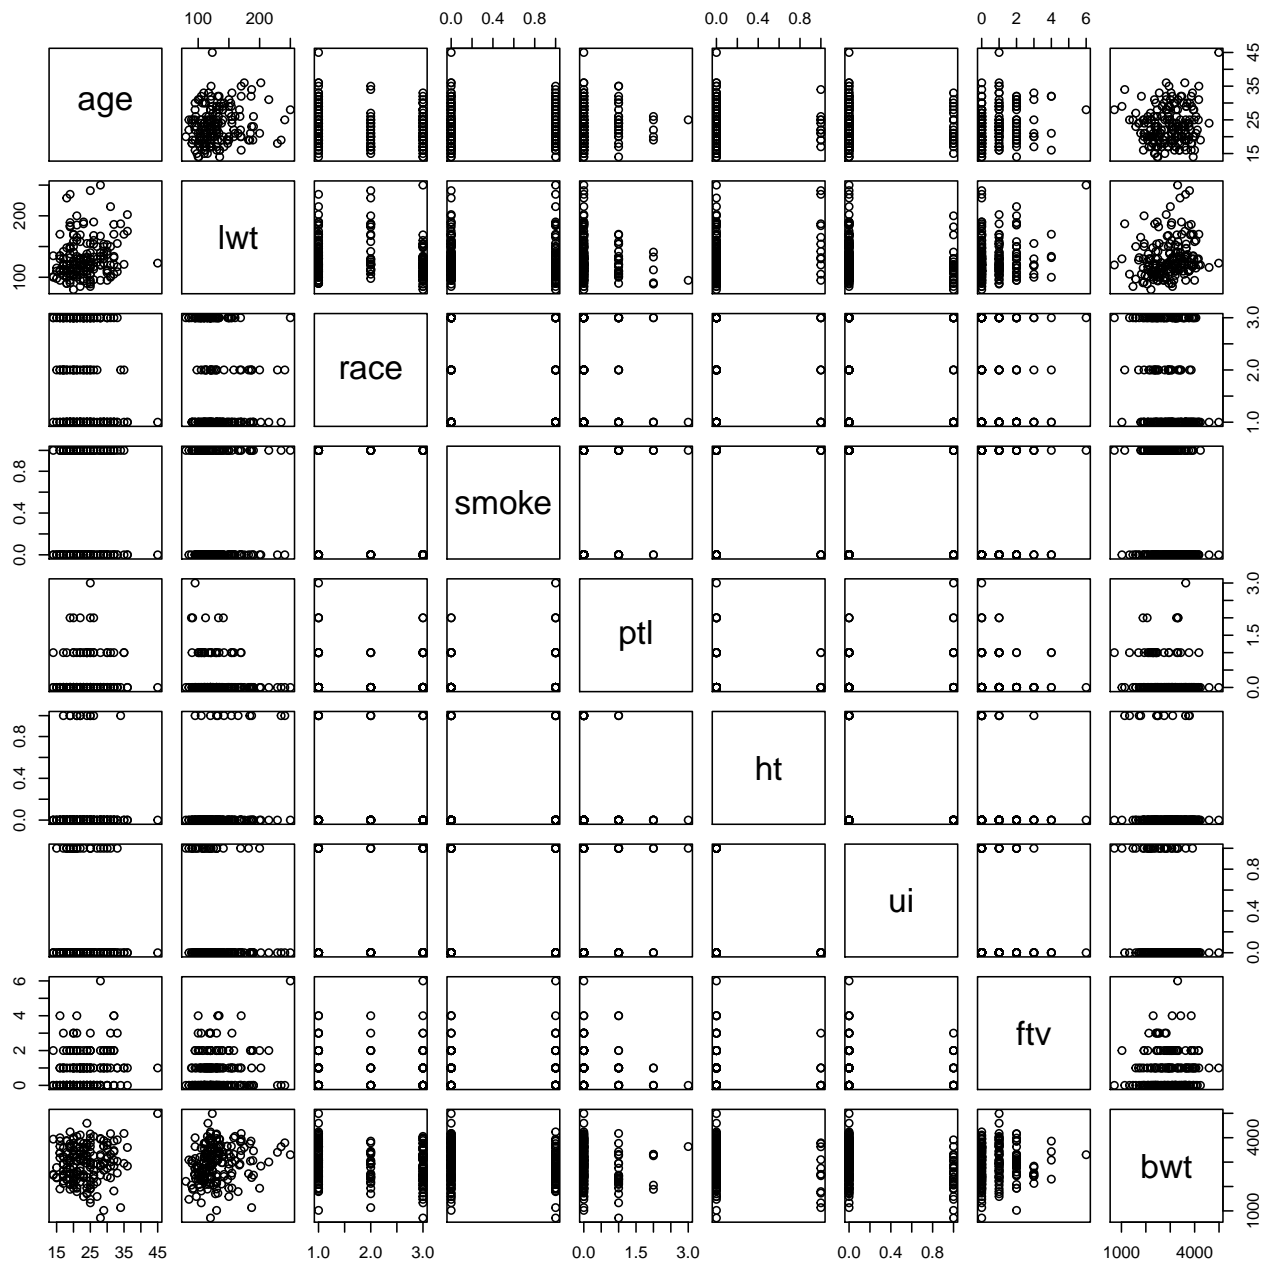 100 200 0.0 0.4 0.8 0.0 0.4 0.8 0 2 4 6
age 15 25 35 45
100 200 lwt
race 1.0 2.0 3.0
0.0 0.4 0.8 smoke
ptl 0.0 1.5 3.0
0.0 0.4 0.8 ht
ui 0.0 0.4 0.8
0 2 4 6 ftv
bwt 1000 4000
15 25 35 45 1.0 2.0 3.0 0.0 1.5 3.0 0.0 0.4 0.8 1000 4000